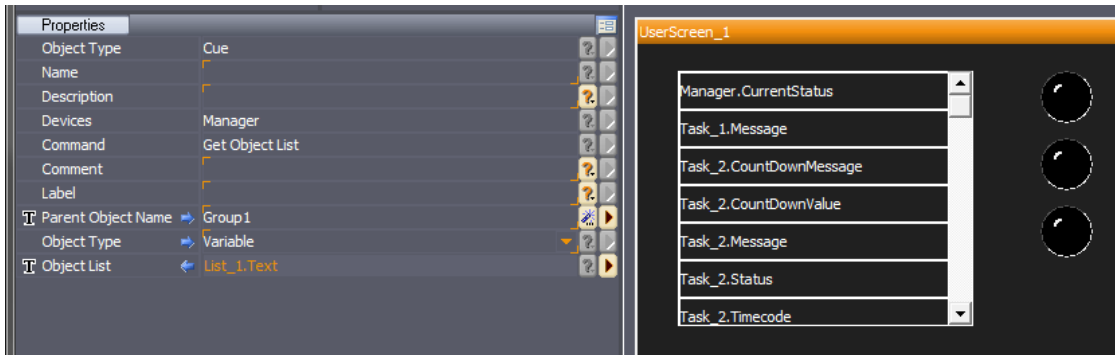 Properties
Object Type Cue
Name
Description
Devices Manager
Command Get Object List
Comment
Label
T Parent Object Name Group1
Object Type Variable
T Object List List_1.Text
UserScreen_1
Manager.CurrentStatus
Task_1.Message
Task_2.CountDownMessage
Task_2.CountDownValue
Task_2.Message
Task_2.Status
Task_2.Timecode